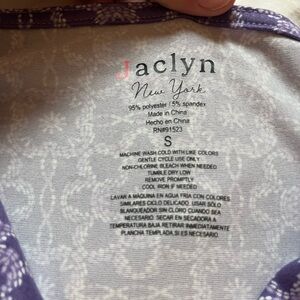 Jaclyn
New York
95% polyester / 5% spandex
Made in China
Hecho en China
RN#91523
S
MACHINE WASH COLD WITH LIKE COLORS
GENTLE CYCLE USE ONLY
NON-CHLORINE BLEACH WHEN NEEDED
TUMBLE DRY LOW
REMOVE PROMPTLY
COOL IRON IF NEEDED
LAVAR A MAQUINA EN AGUA FRIA CON COLORES
SIMILARES CICLO DELICADO. USAR SÓLO
BLANQUEADOR SIN CLORO CUANDO SEA
NECESARIO. SECAR EN SECADORA A
TEMPERATURA BAJA RETIRAR INMEDIATAMENTE
PLANCHA TEMPLADA, SI ES NECESARIO.